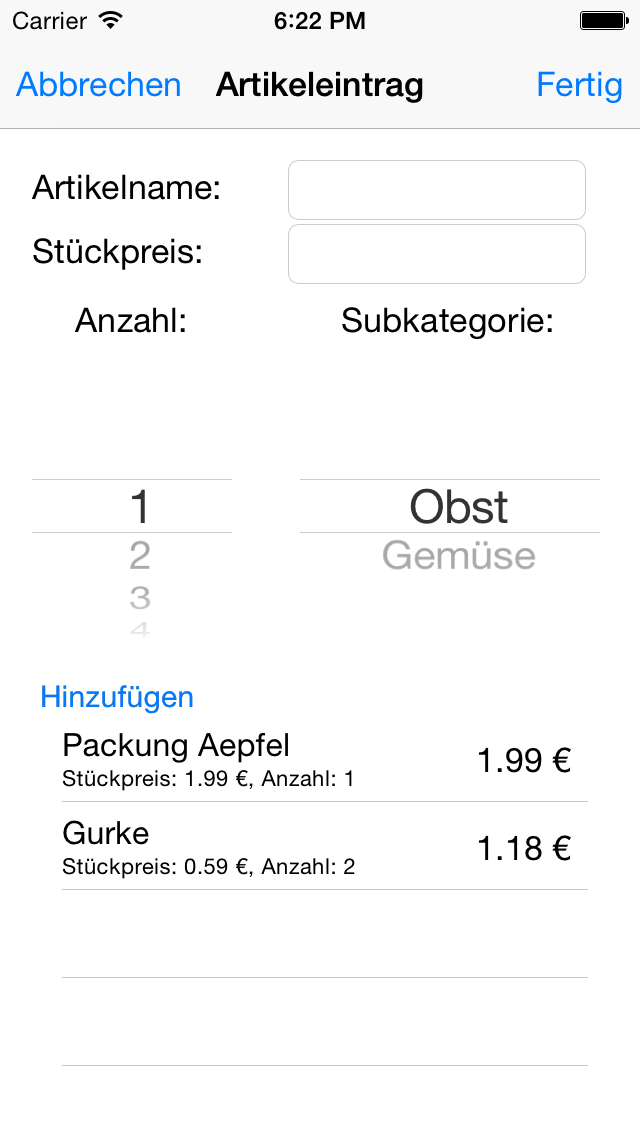 Carrier 6:22 PM
Abbrechen Artikeleintrag Fertig
Artikelname:
Stückpreis:
Anzahl: Subkategorie:
1 Obst
2 Gemüse
3
4
Hinzufügen
Packung Aepfel
Stückpreis: 1.99 €, Anzahl: 1
1.99 €
Gurke
Stückpreis: 0.59 €, Anzahl: 2
1.18 €